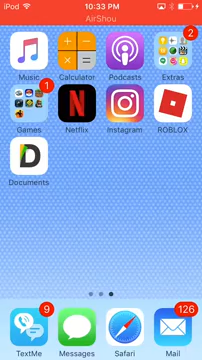 iPod 10:33 PM
AirShou
2
Music Calculator Podcasts Extras
1
Games Netflix Instagram ROBLOX
Documents
9 126
TextMe Messages Safari Mail